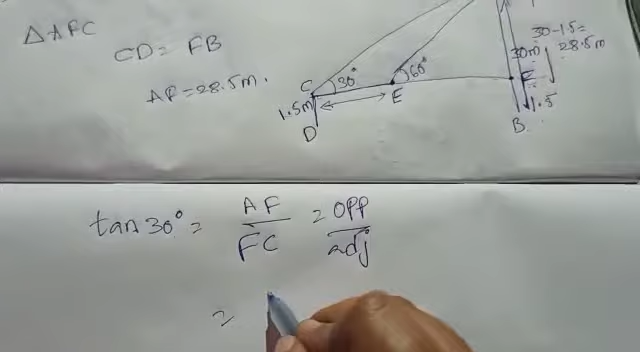 △AFC
CD = FB
AF = 28.5m.
30-1.5=
30m
28.5m
C
30°
60°
E
F
1.5m
D
1.5
B
tan 30° = AF/FC = opp/adj
=